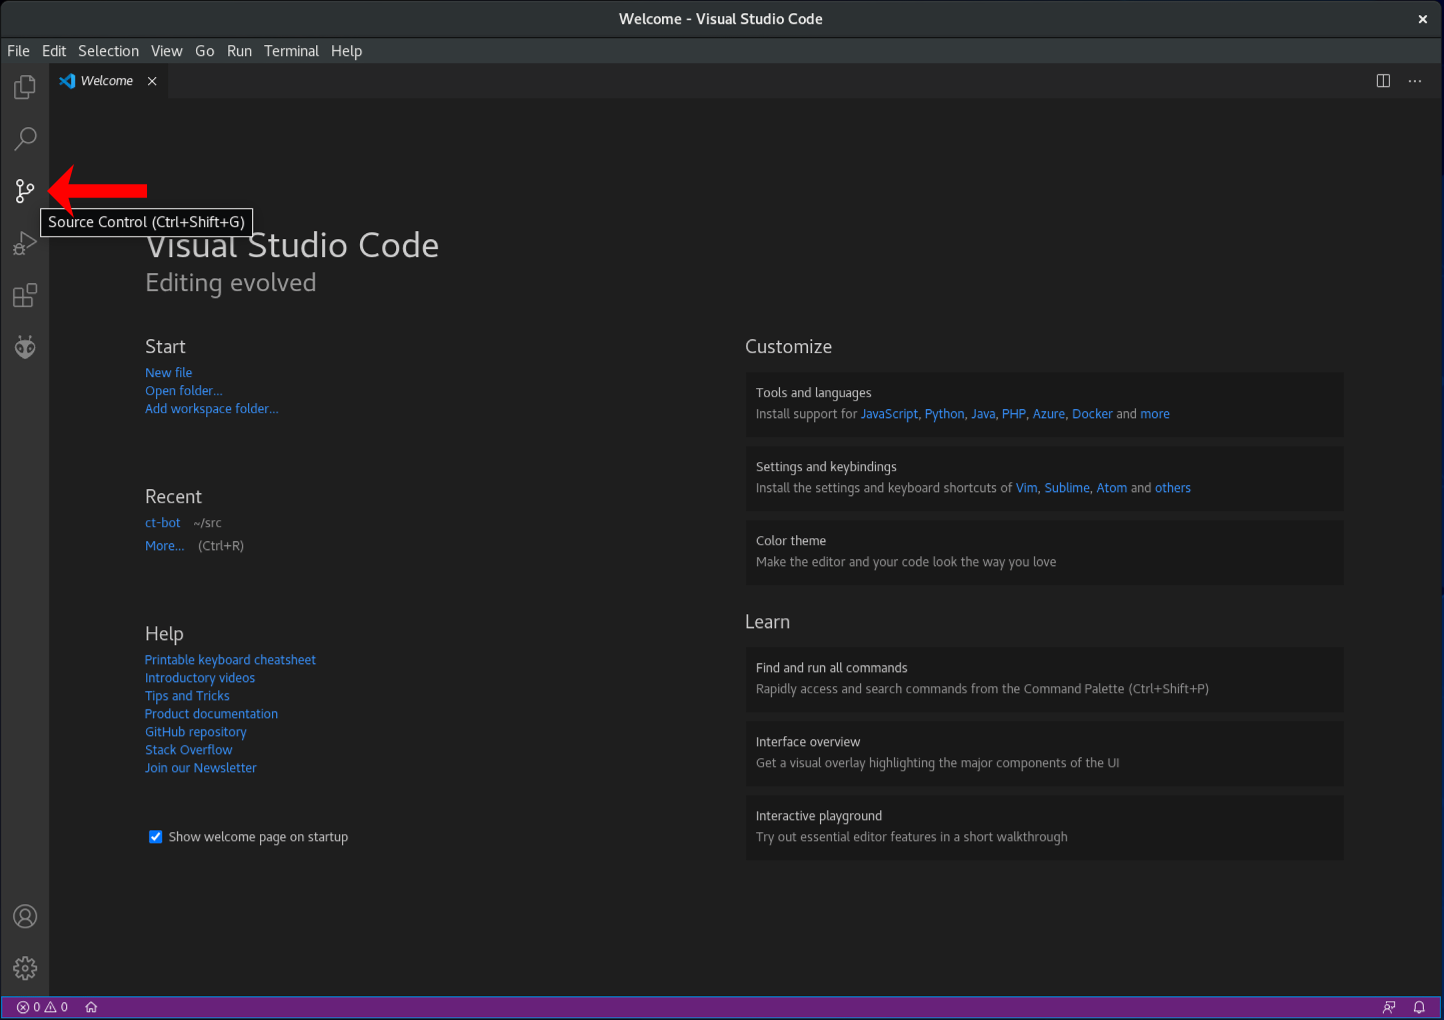 Welcome - Visual Studio Code
File Edit Selection View Go Run Terminal Help
Welcome
Source Control (Ctrl+Shift+G)
Visual Studio Code
Editing evolved
Start
New file
Open folder...
Add workspace folder...
Recent
ct-bot ~/src
More... (Ctrl+R)
Help
Printable keyboard cheatsheet
Introductory videos
Tips and Tricks
Product documentation
GitHub repository
Stack Overflow
Join our Newsletter
Show welcome page on startup
Customize
Tools and languages
Install support for JavaScript, Python, Java, PHP, Azure, Docker and more
Settings and keybindings
Install the settings and keyboard shortcuts of Vim, Sublime, Atom and others
Color theme
Make the editor and your code look the way you love
Learn
Find and run all commands
Rapidly access and search commands from the Command Palette (Ctrl+Shift+P)
Interface overview
Get a visual overlay highlighting the major components of the UI
Interactive playground
Try out essential editor features in a short walkthrough
0 0